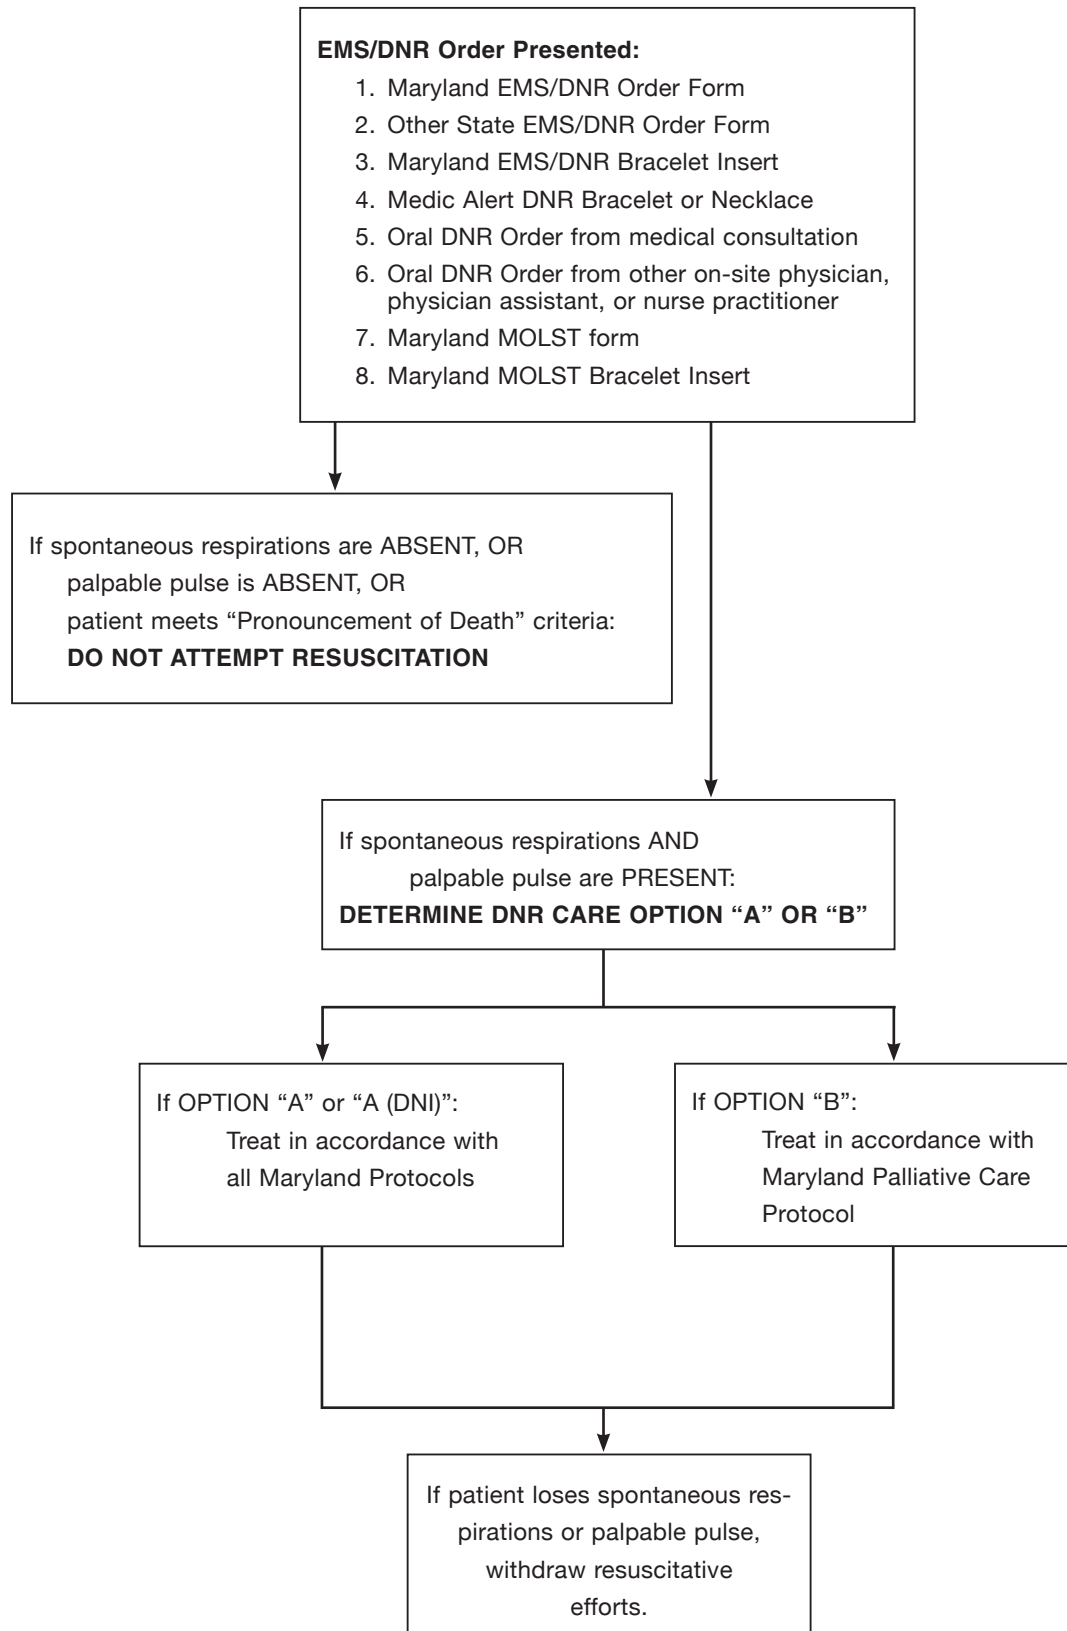 EMS/DNR Order Presented:
1. Maryland EMS/DNR Order Form
2. Other State EMS/DNR Order Form
3. Maryland EMS/DNR Bracelet Insert
4. Medic Alert DNR Bracelet or Necklace
5. Oral DNR Order from medical consultation
6. Oral DNR Order from other on-site physician,
physician assistant, or nurse practitioner
7. Maryland MOLST form
8. Maryland MOLST Bracelet Insert
If spontaneous respirations are ABSENT, OR
palpable pulse is ABSENT, OR
patient meets “Pronouncement of Death” criteria:
DO NOT ATTEMPT RESUSCITATION
If spontaneous respirations AND
palpable pulse are PRESENT:
DETERMINE DNR CARE OPTION “A” OR “B”
If OPTION “A” or “A (DNI)”:
Treat in accordance with
all Maryland Protocols
If OPTION “B”:
Treat in accordance with
Maryland Palliative Care
Protocol
If patient loses spontaneous res-
pirations or palpable pulse,
withdraw resuscitative
efforts.